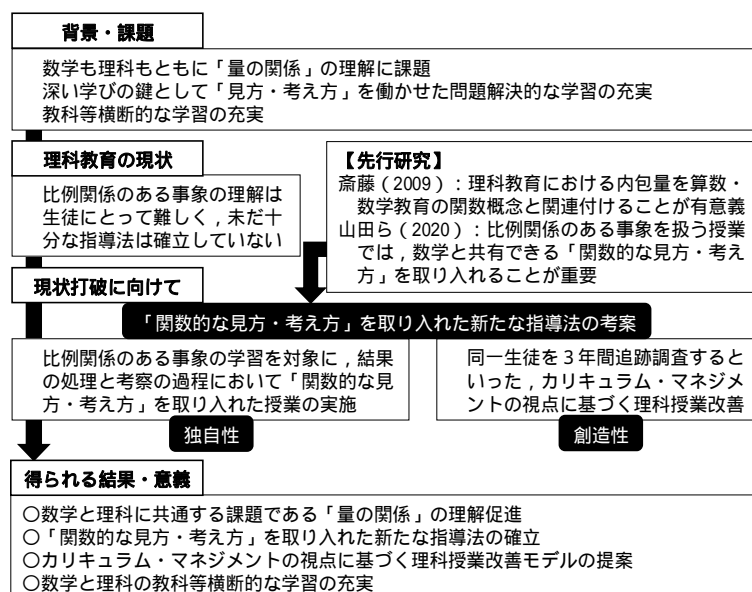 背景・課題
数学も理科もともに「量の関係」の理解に課題
深い学びの鍵として「見方・考え方」を働かせた問題解決的な学習の充実
教科等横断的な学習の充実
理科教育の現状
比例関係のある事象の理解は
生徒にとって難しく，未だ十
分な指導法は確立していない
【先行研究】
斎藤（2009）：理科教育における内包量を算数・
数学教育の関数概念と関連付けることが有意義
山田ら（2020）：比例関係のある事象を扱う授業
では，数学と共有できる「関数的な見方・考え
方」を取り入れることが重要
現状打破に向けて
「関数的な見方・考え方」を取り入れた新たな指導法の考案
比例関係のある事象の学習を対象に，結果
の処理と考察の過程において「関数的な見
方・考え方」を取り入れた授業の実施
独自性
同一生徒を３年間追跡調査すると
いった，カリキュラム・マネジメ
ントの視点に基づく理科授業改善
創造性
得られる結果・意義
○数学と理科に共通する課題である「量の関係」の理解促進
○「関数的な見方・考え方」を取り入れた新たな指導法の確立
○カリキュラム・マネジメントの視点に基づく理科授業改善モデルの提案
○数学と理科の教科等横断的な学習の充実